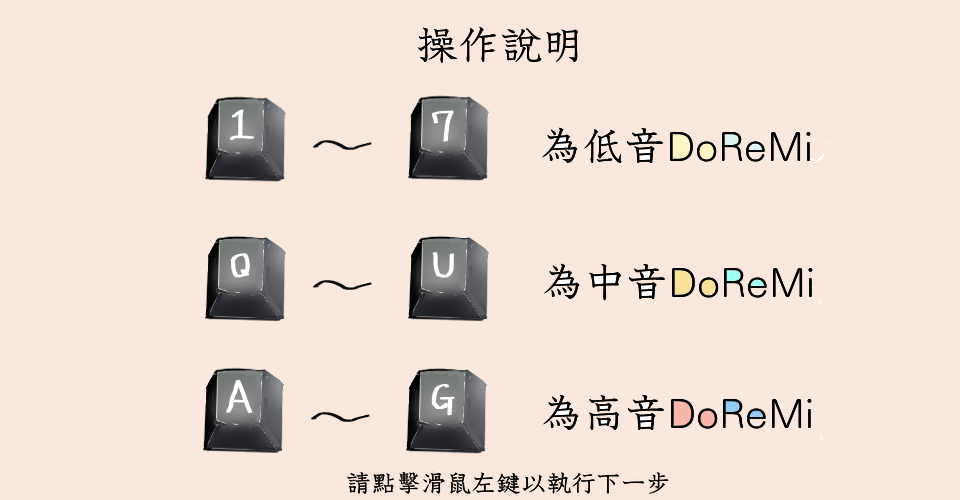 操作說明
1 ～ 7 為低音DoReMi
Q ～ U 為中音DoReMi
A ～ G 為高音DoReMi
請點擊滑鼠左鍵以執行下一步